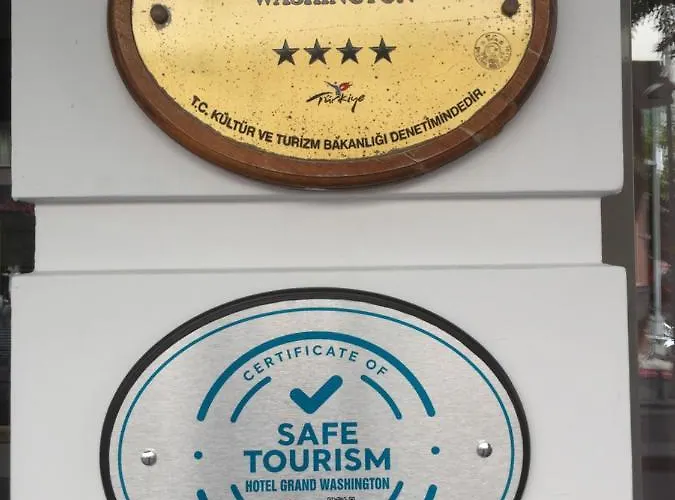 WASHINGTON
Türkiye
T.C. KÜLTÜR VE TURİZM BAKANLIĞI DENETİMİNDEDİR.
CERTIFICATE OF
SAFE
TOURISM
HOTEL GRAND WASHINGTON